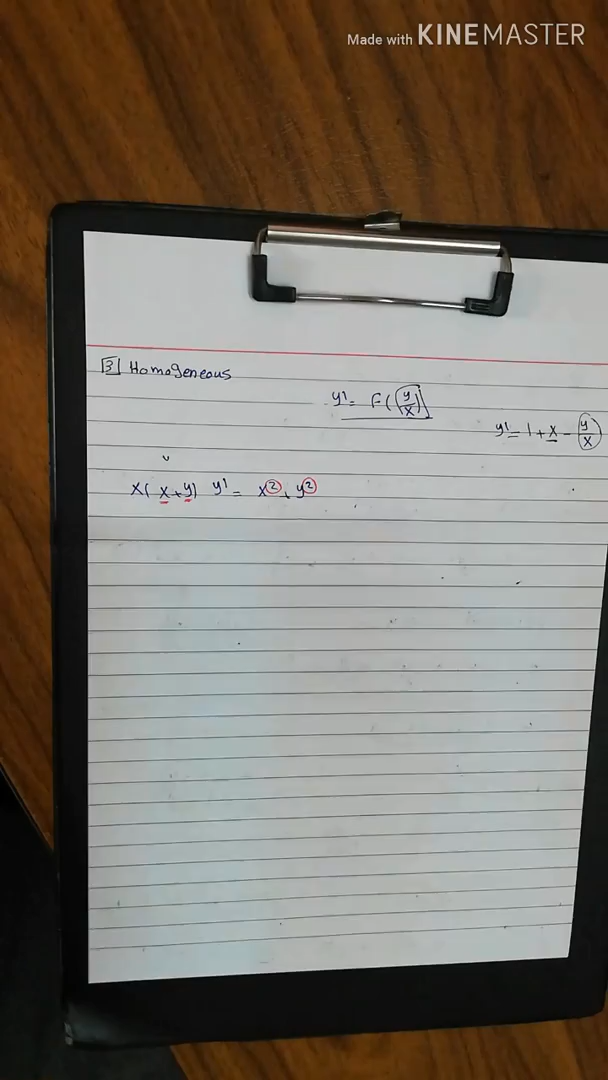 Made with KINEMASTER
3 Homogeneous
y' = F(y/x)
y' = 1 + x - y/x
x(x+y) y' = x² + y²